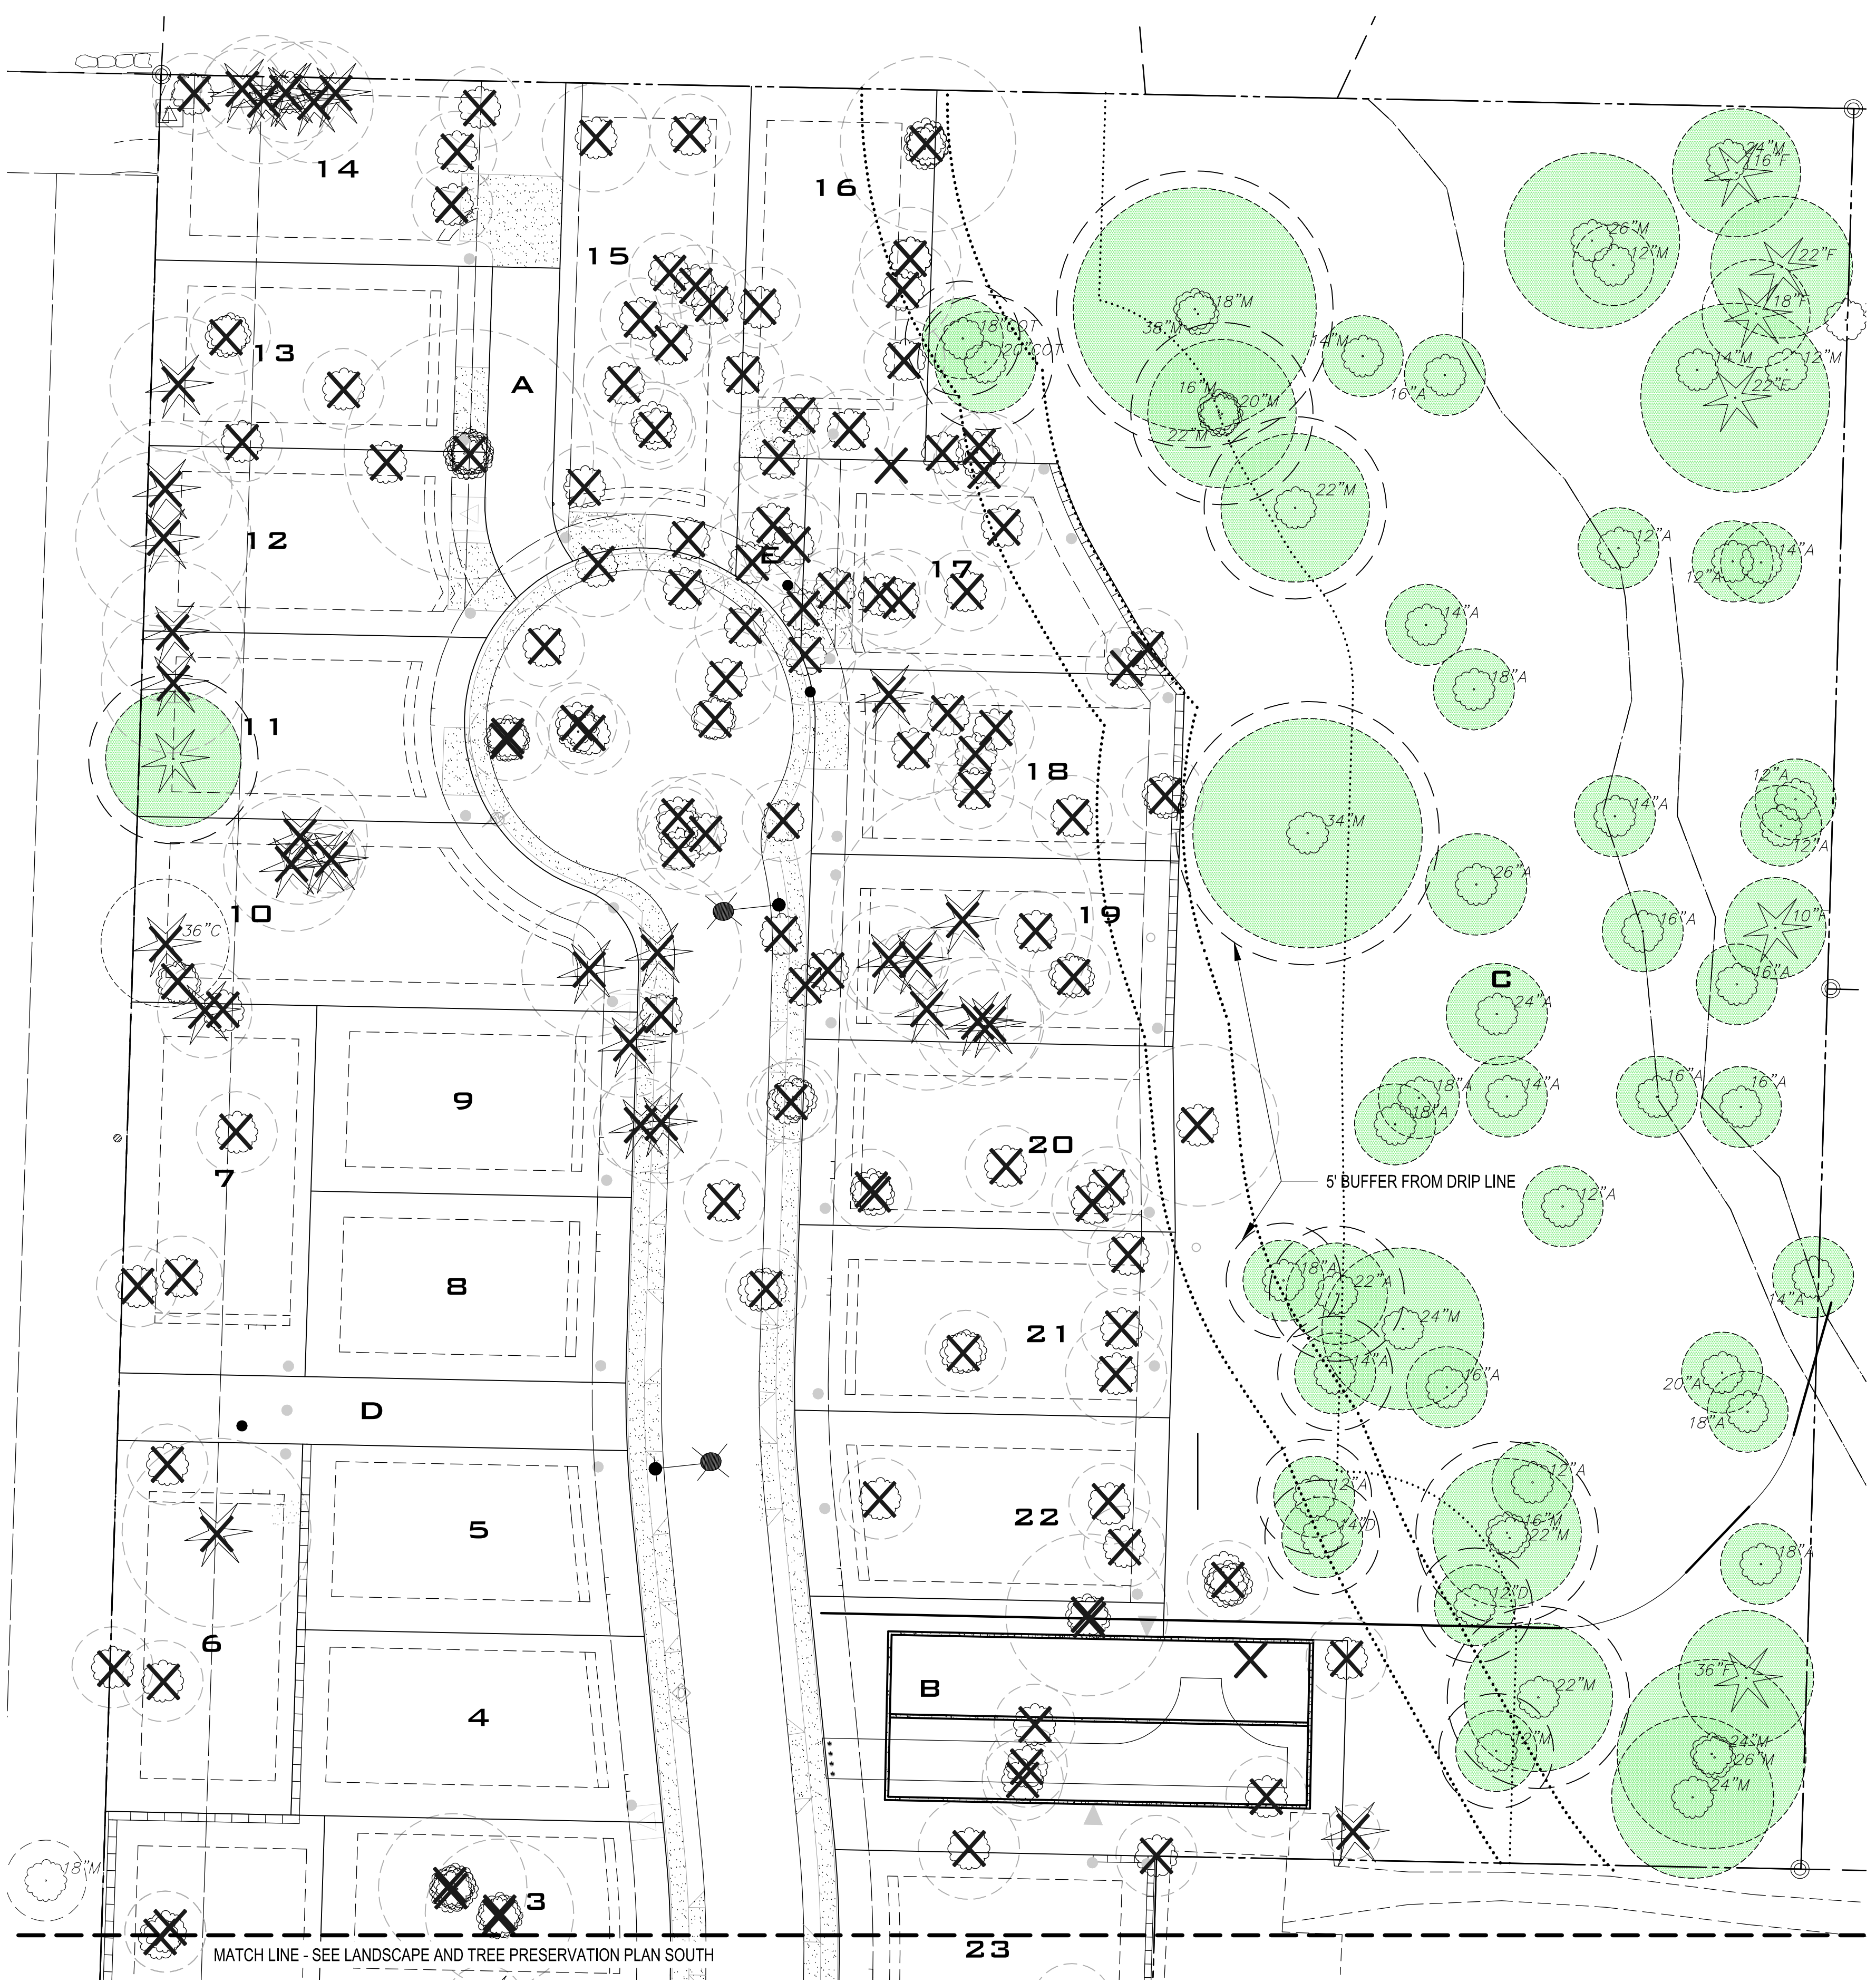 24"M
16"F
14
16
26"M
12"M
22"F
15
18"M
38"M
18"F
18"COT
20"COT
14"M
13
14"M
12"M
A
16"A
22"F
16"M
20"M
22"M
22"M
12
E
12"A
14"A
12"A
17
14"A
18"A
11
18
12"A
14"A
34"M
12"A
26"A
10
19
36"C
16"A
10"F
16"A
C
24"A
9
18"A
14"A
16"A
16"A
18"A
20
7
5' BUFFER FROM DRIP LINE
12"A
8
18"A
22"A
14"A
24"M
21
14"A
16"A
20"A
D
18"A
12"A
12"A
22
16"M
14"D
22"M
5
18"A
12"D
6
36"F
B
22"M
4
24"M
26"M
24"M
18"M
3
23
MATCH LINE - SEE LANDSCAPE AND TREE PRESERVATION PLAN SOUTH